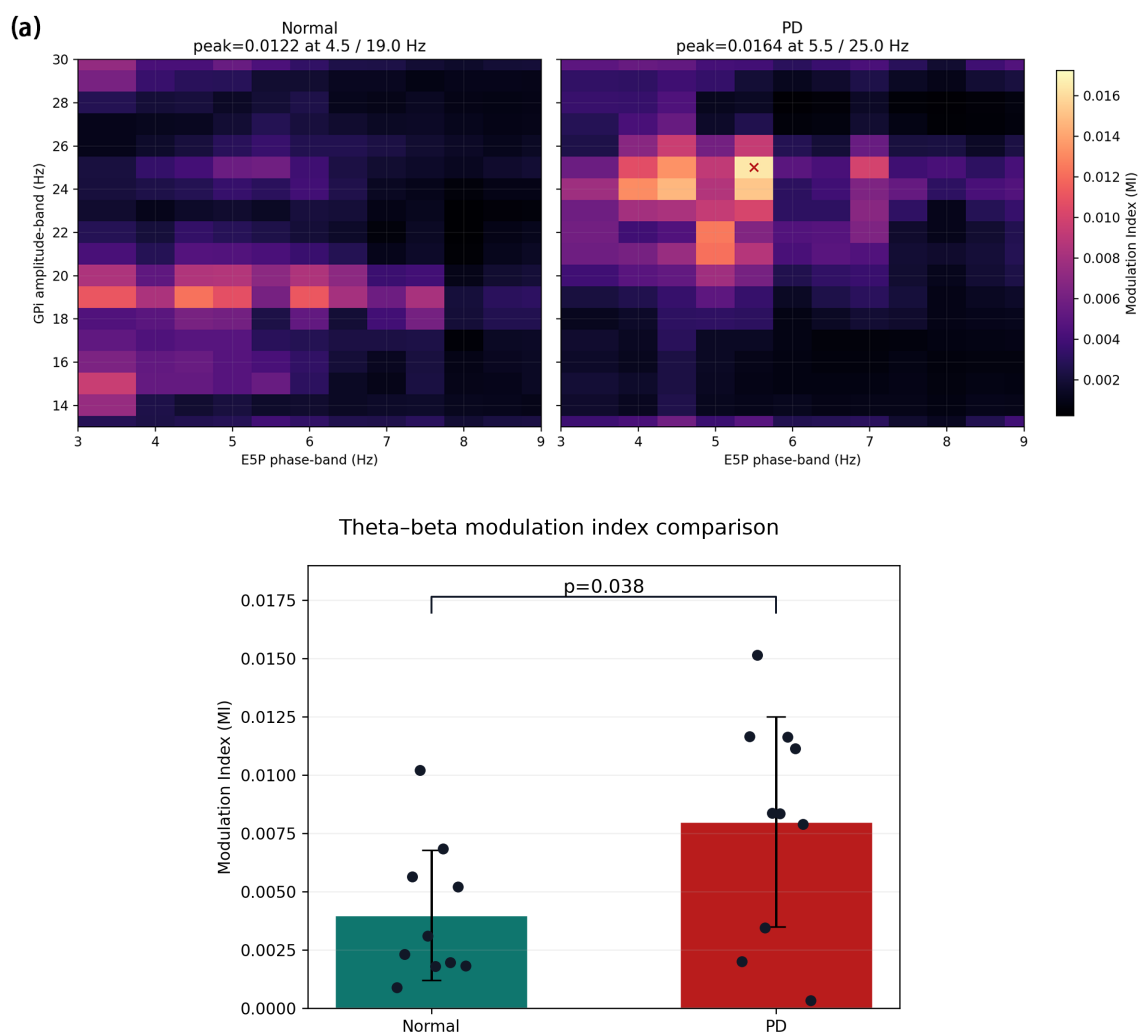 (a)
Normal
peak=0.0122 at 4.5 / 19.0 Hz
PD
peak=0.0164 at 5.5 / 25.0 Hz
GPi amplitude-band (Hz)
30
28
26
24
22
20
18
16
14
3 4 5 6 7 8 9
E5P phase-band (Hz)
3 4 5 6 7 8 9
E5P phase-band (Hz)
0.016
0.014
0.012
0.010
0.008
0.006
0.004
0.002
Modulation Index (MI)
Theta–beta modulation index comparison
p=0.038
Modulation Index (MI)
0.0175
0.0150
0.0125
0.0100
0.0075
0.0050
0.0025
0.0000
Normal PD